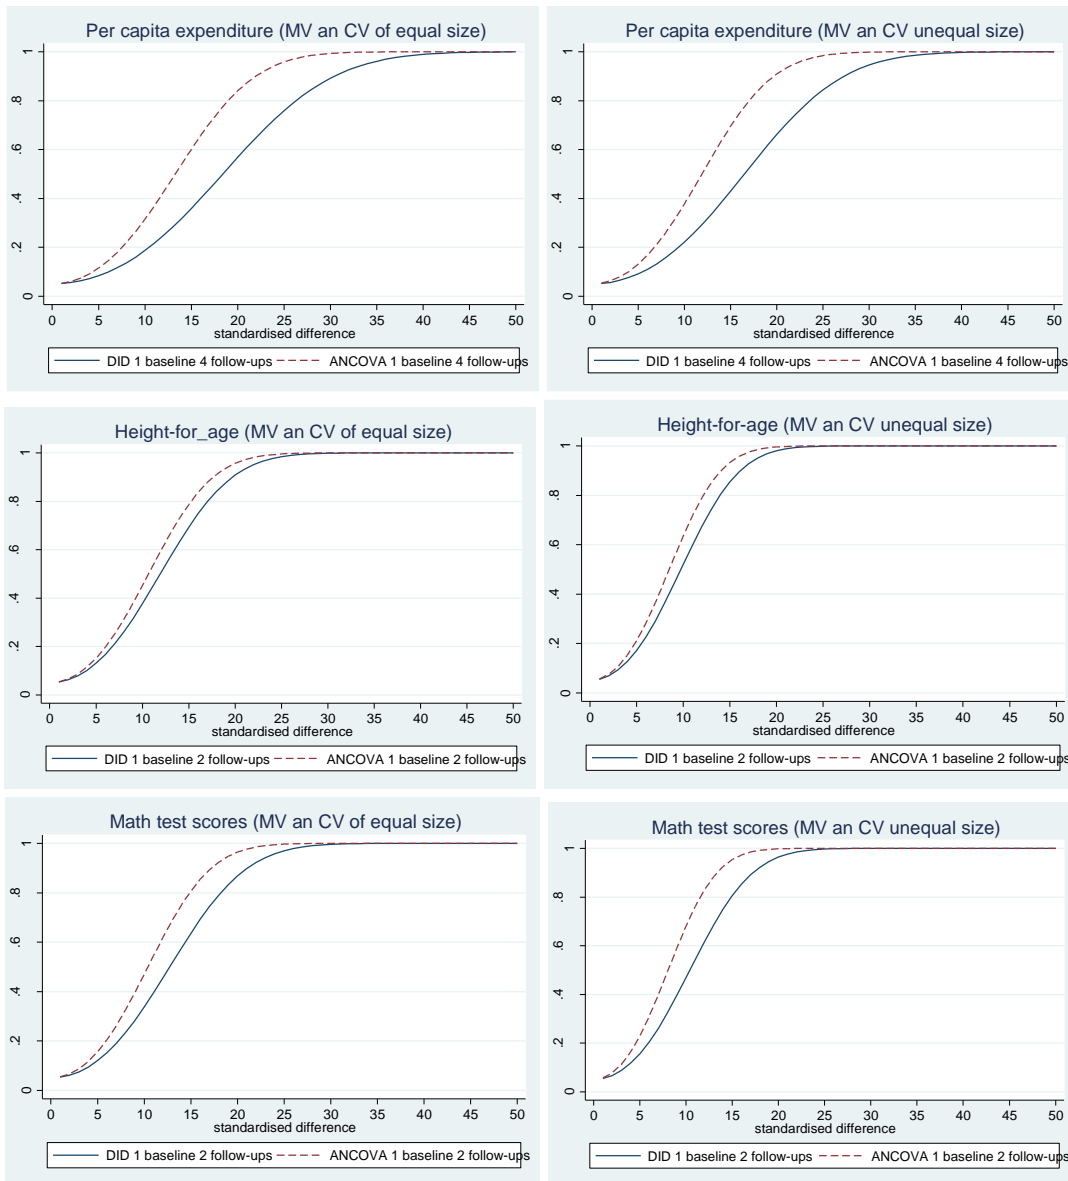 Per capita expenditure (MV an CV of equal size)
1
.8
.6
.4
.2
0
0 5 10 15 20 25 30 35 40 45 50
standardised difference
DID 1 baseline 4 follow-ups ANCOVA 1 baseline 4 follow-ups
Per capita expenditure (MV an CV unequal size)
1
.8
.6
.4
.2
0
0 5 10 15 20 25 30 35 40 45 50
standardised difference
DID 1 baseline 4 follow-ups ANCOVA 1 baseline 4 follow-ups
Height-for_age (MV an CV of equal size)
1
.8
.6
.4
.2
0
0 5 10 15 20 25 30 35 40 45 50
standardised difference
DID 1 baseline 2 follow-ups ANCOVA 1 baseline 2 follow-ups
Height-for-age (MV an CV unequal size)
1
.8
.6
.4
.2
0
0 5 10 15 20 25 30 35 40 45 50
standardised difference
DID 1 baseline 2 follow-ups ANCOVA 1 baseline 2 follow-ups
Math test scores (MV an CV of equal size)
1
.8
.6
.4
.2
0
0 5 10 15 20 25 30 35 40 45 50
standardised difference
DID 1 baseline 2 follow-ups ANCOVA 1 baseline 2 follow-ups
Math test scores (MV an CV unequal size)
1
.8
.6
.4
.2
0
0 5 10 15 20 25 30 35 40 45 50
standardised difference
DID 1 baseline 2 follow-ups ANCOVA 1 baseline 2 follow-ups